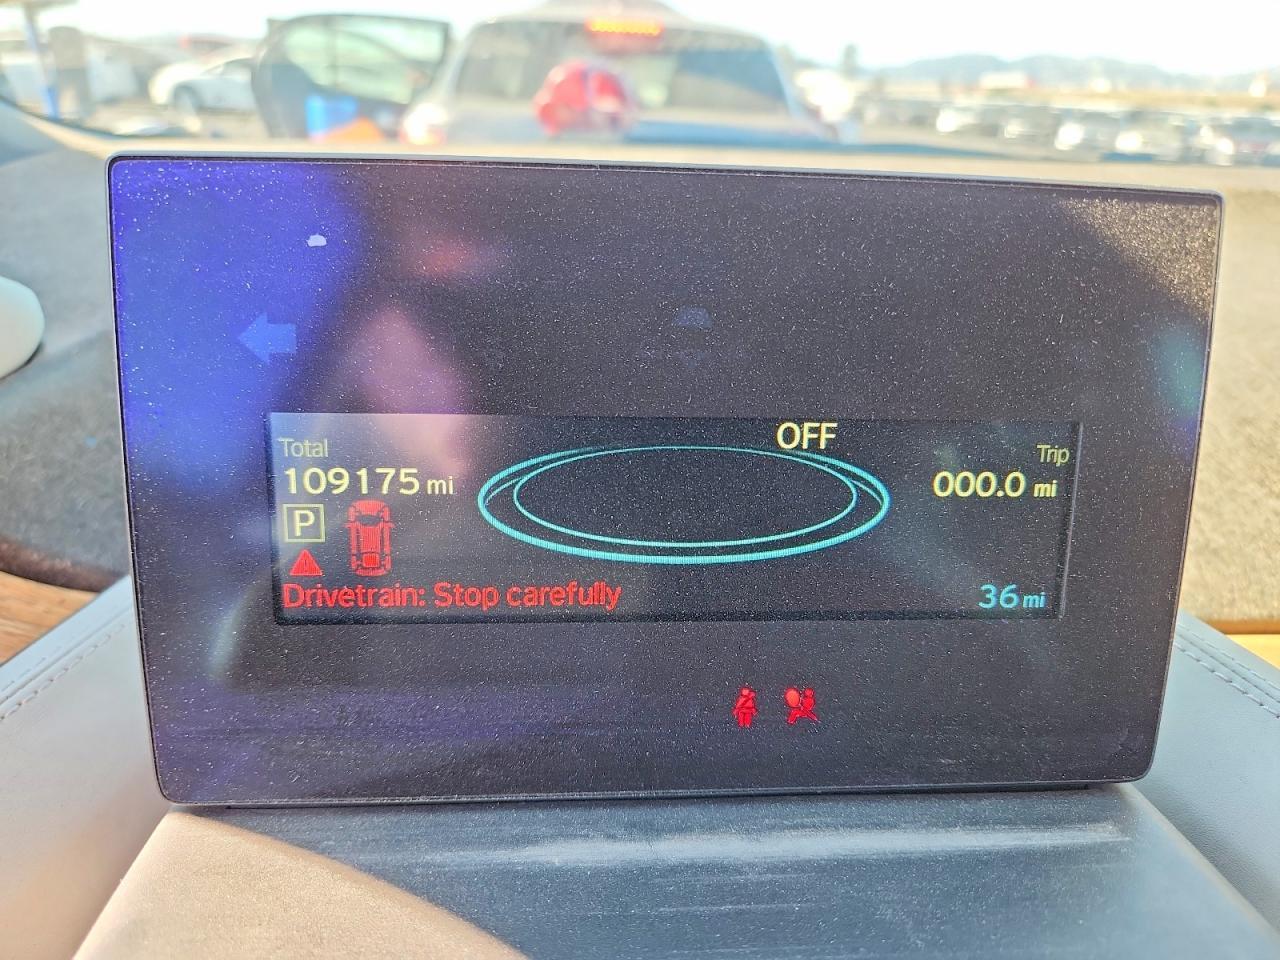 OFF
Total
Trip
109175 mi
000.0 mi
P
Drivetrain: Stop carefully
36 mi